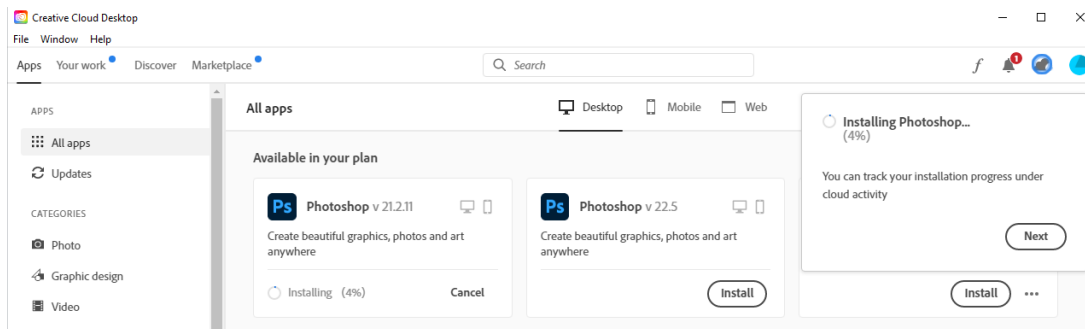 Creative Cloud Desktop
File Window Help
Apps Your work Discover Marketplace Search f 1
APPS
All apps
Updates
CATEGORIES
Photo
Graphic design
Video
All apps Desktop Mobile Web
Available in your plan
Ps Photoshop v 21.2.11
Create beautiful graphics, photos and art
anywhere
Installing (4%) Cancel
Ps Photoshop v 22.5
Create beautiful graphics, photos and art
anywhere
Install
Installing Photoshop...
(4%)
You can track your installation progress under
cloud activity
Next
Install